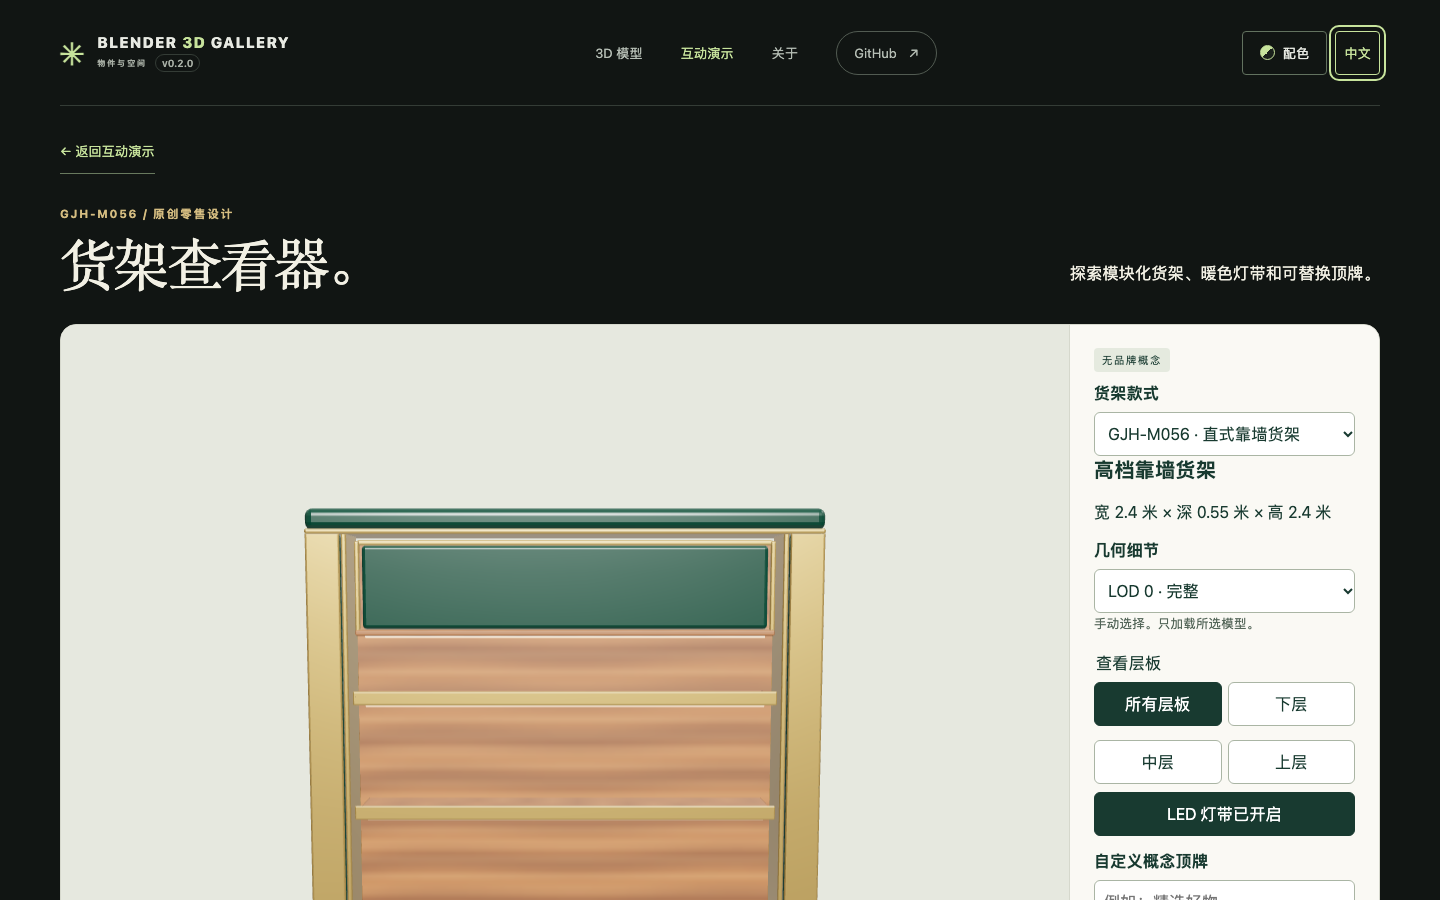 BLENDER 3D GALLERY
物件与空间 v0.2.0
3D 模型
互动演示
关于
GitHub ↗
配色
中文
← 返回互动演示
GJH-M056 / 原创零售设计
货架查看器。
探索模块化货架、暖色灯带和可替换顶牌。
无品牌概念
货架款式
GJH-M056 · 直式靠墙货架
高档靠墙货架
宽 2.4 米 × 深 0.55 米 × 高 2.4 米
几何细节
LOD 0 · 完整
手动选择。只加载所选模型。
查看层板
所有层板
下层
中层
上层
LED 灯带已开启
自定义概念顶牌
例如：精选好物